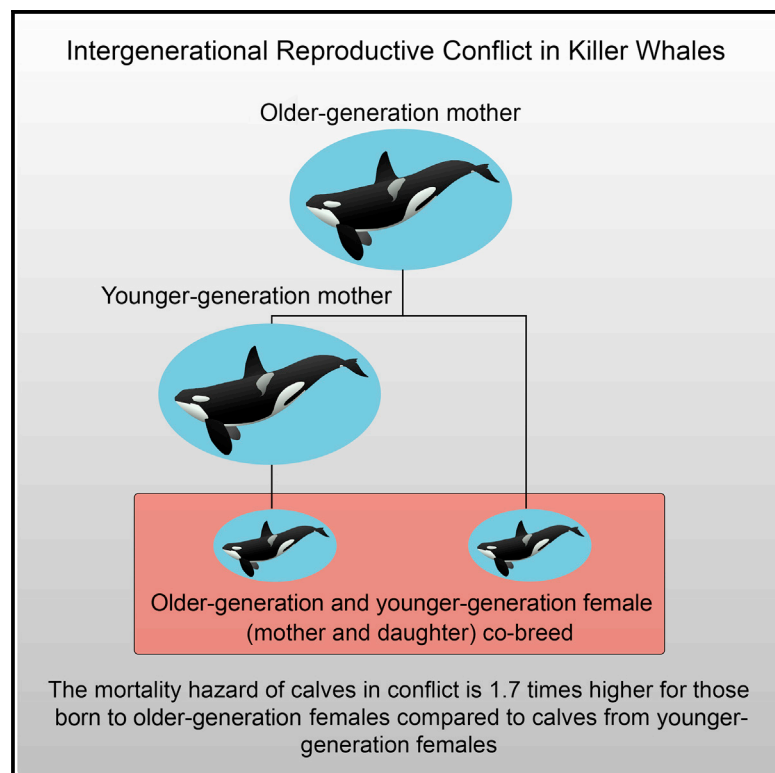 Intergenerational Reproductive Conflict in Killer Whales
Older-generation mother
Younger-generation mother
Older-generation and younger-generation female
(mother and daughter) co-breed
The mortality hazard of calves in conflict is 1.7 times higher for those
born to older-generation females compared to calves from younger-
generation females